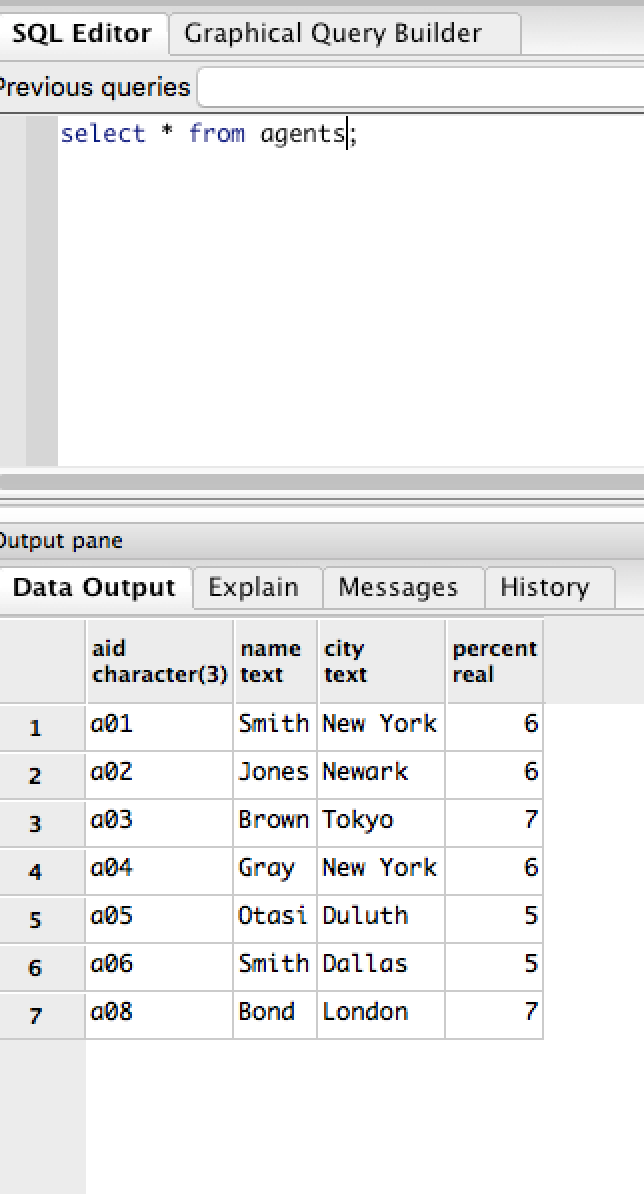 SQL Editor Graphical Query Builder
Previous queries
select * from agents;
Output pane
Data Output Explain Messages History
aid name city percent
character(3) text text real
1 a01 Smith New York 6
2 a02 Jones Newark 6
3 a03 Brown Tokyo 7
4 a04 Gray New York 6
5 a05 Otasi Duluth 5
6 a06 Smith Dallas 5
7 a08 Bond London 7